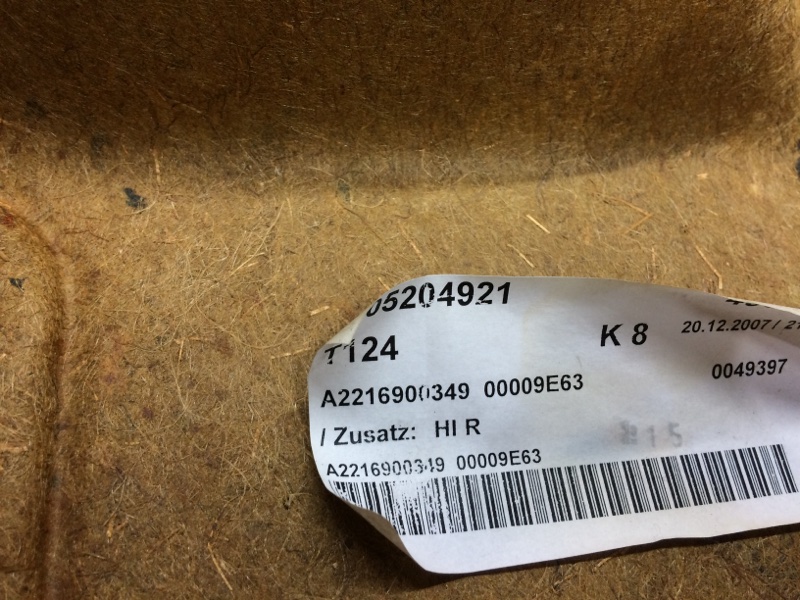 05204921
T124 K 8 20.12.2007 /
A2216900349 00009E63 0049397
/ Zusatz: HI R
A2216900349 00009E63